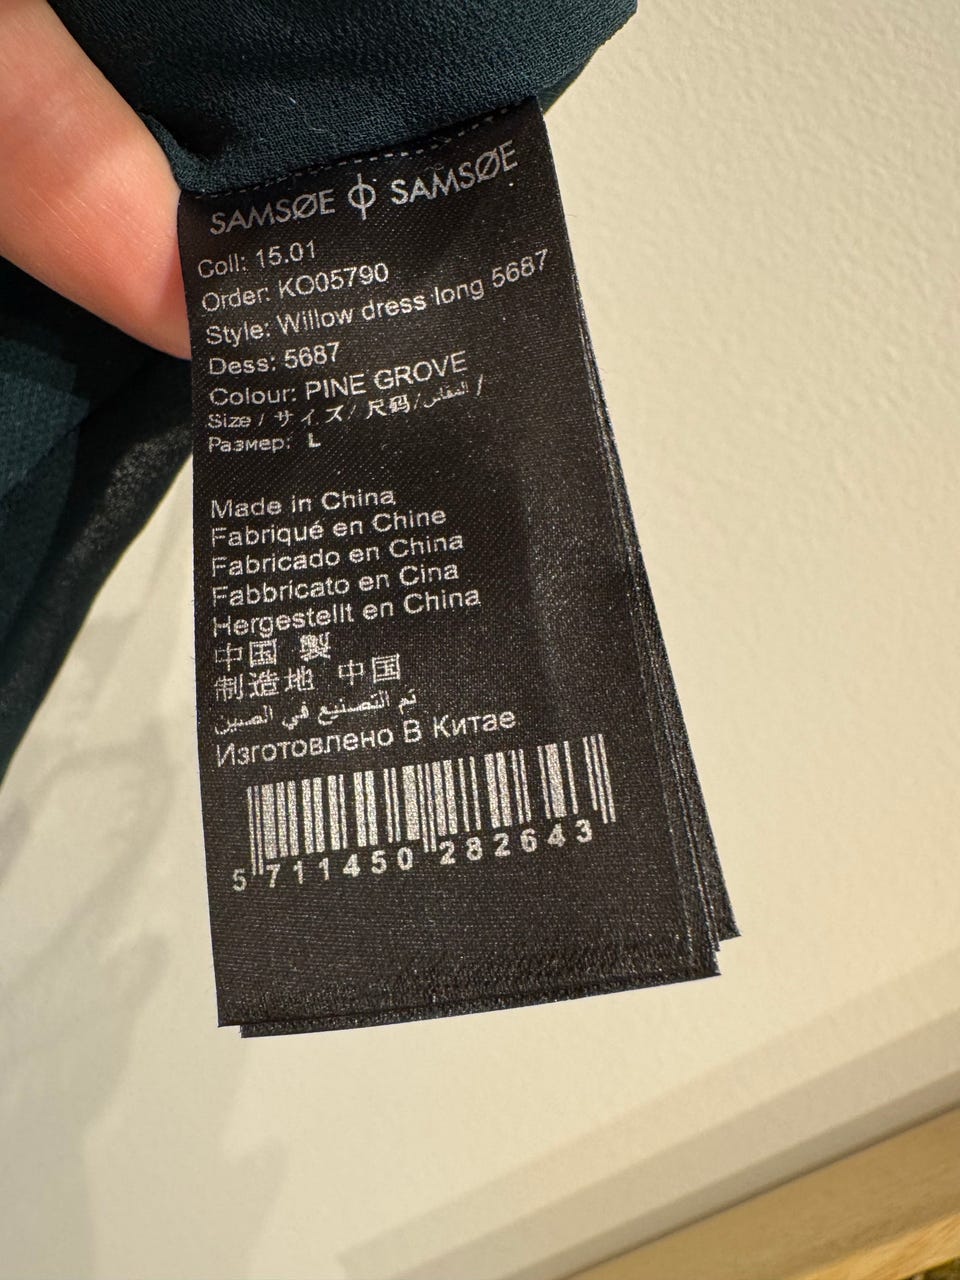 SAMSØE ϕ SAMSØE
Coll: 15.01
Order: KO05790
Style: Willow dress long 5687
Dess: 5687
Colour: PINE GROVE
Size / サイズ/ 尺码/المقاس /
Размер: L
Made in China
Fabriqué en Chine
Fabricado en China
Fabbricato en Cina
Hergestellt en China
中国 製
制造地 中国
تم التصنيع في الصين
Изготовлено В Китае
5 711450 282643